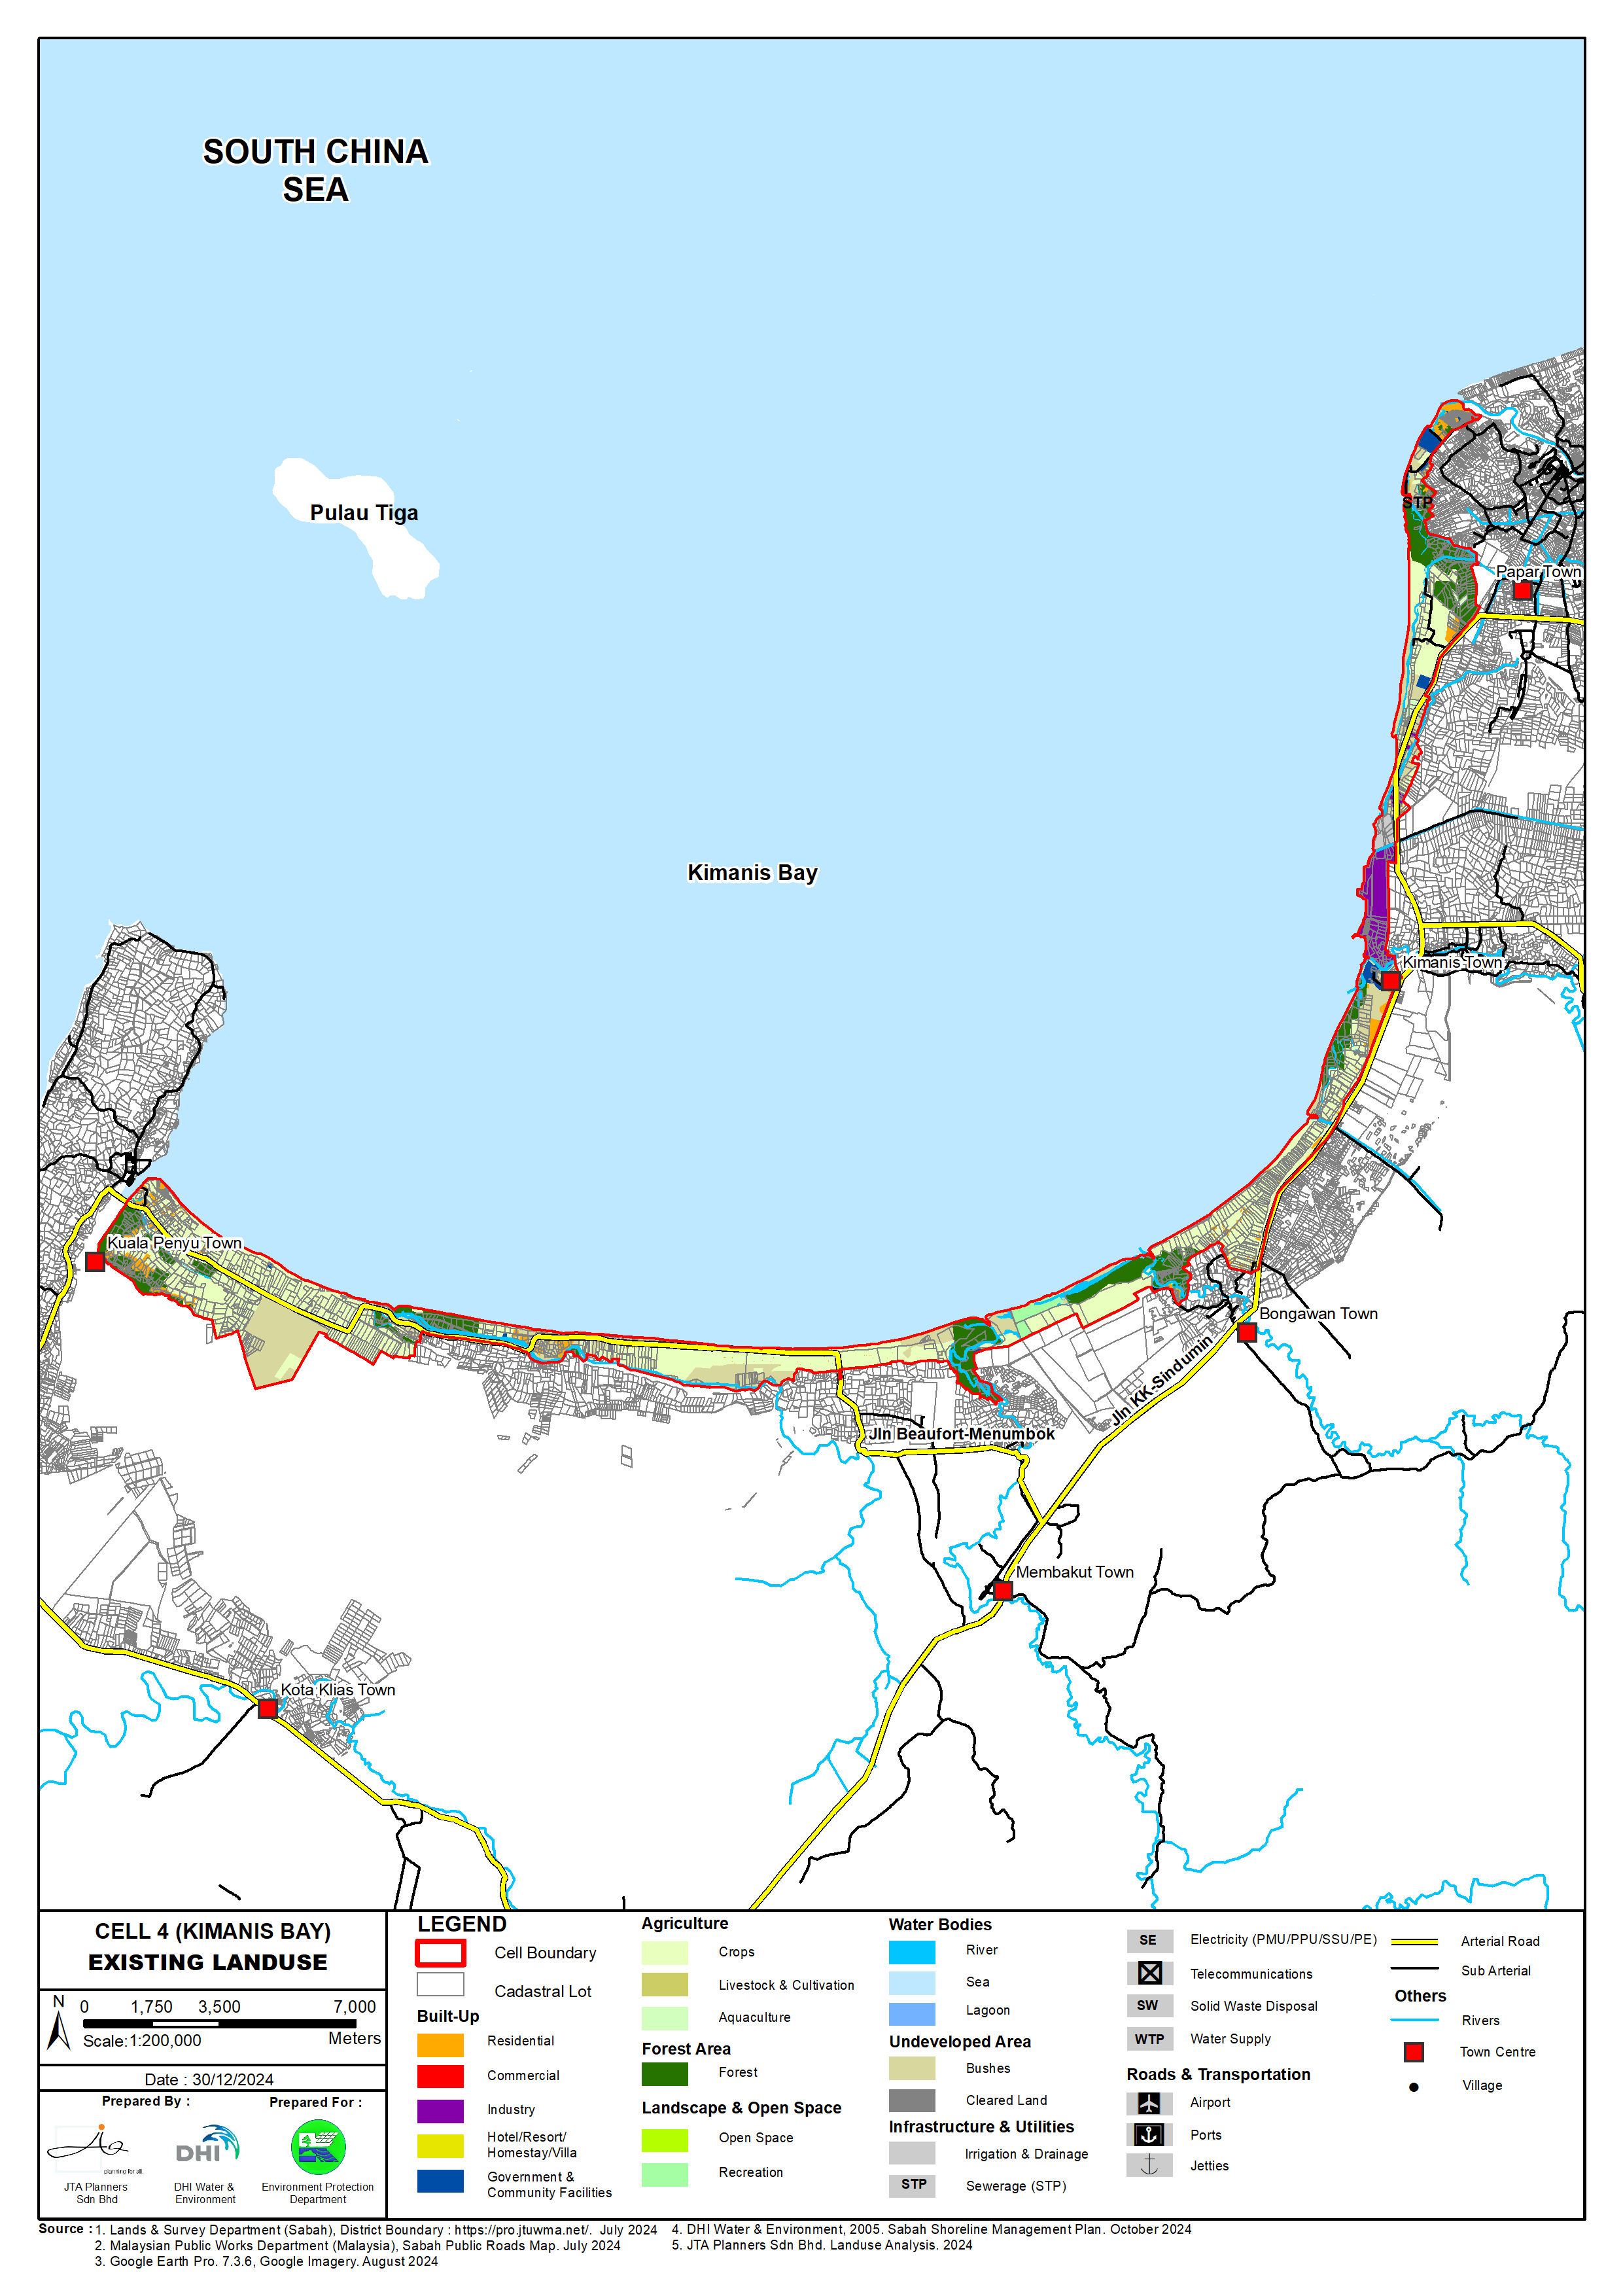 SOUTH CHINA
SEA
Pulau Tiga
STP
Papar Town
Kimanis Bay
Kimanis Town
Kuala Penyu Town
Bongawan Town
Jln KK-Sindumin
Jln Beaufort-Menumbok
Membakut Town
Kota Klias Town
CELL 4 (KIMANIS BAY)
EXISTING LANDUSE
N
0 1,750 3,500 7,000
Scale:1:200,000 Meters
Date : 30/12/2024
Prepared By : Prepared For :
planning for all.
DHI
JTA Planners
Sdn Bhd
DHI Water &
Environment
Environment Protection
Department
LEGEND
Cell Boundary
Cadastral Lot
Built-Up
Residential
Commercial
Industry
Hotel/Resort/
Homestay/Villa
Government &
Community Facilities
Agriculture
Crops
Livestock & Cultivation
Aquaculture
Forest Area
Forest
Landscape & Open Space
Open Space
Recreation
Water Bodies
River
Sea
Lagoon
Undeveloped Area
Bushes
Cleared Land
Infrastructure & Utilities
Irrigation & Drainage
STP Sewerage (STP)
SE Electricity (PMU/PPU/SSU/PE)
Telecommunications
SW Solid Waste Disposal
WTP Water Supply
Roads & Transportation
Airport
Ports
Jetties
Arterial Road
Sub Arterial
Others
Rivers
Town Centre
Village
Source : 1. Lands & Survey Department (Sabah), District Boundary : https://pro.jtuwma.net/. July 2024
2. Malaysian Public Works Department (Malaysia), Sabah Public Roads Map. July 2024
3. Google Earth Pro. 7.3.6, Google Imagery. August 2024
4. DHI Water & Environment, 2005. Sabah Shoreline Management Plan. October 2024
5. JTA Planners Sdn Bhd. Landuse Analysis. 2024